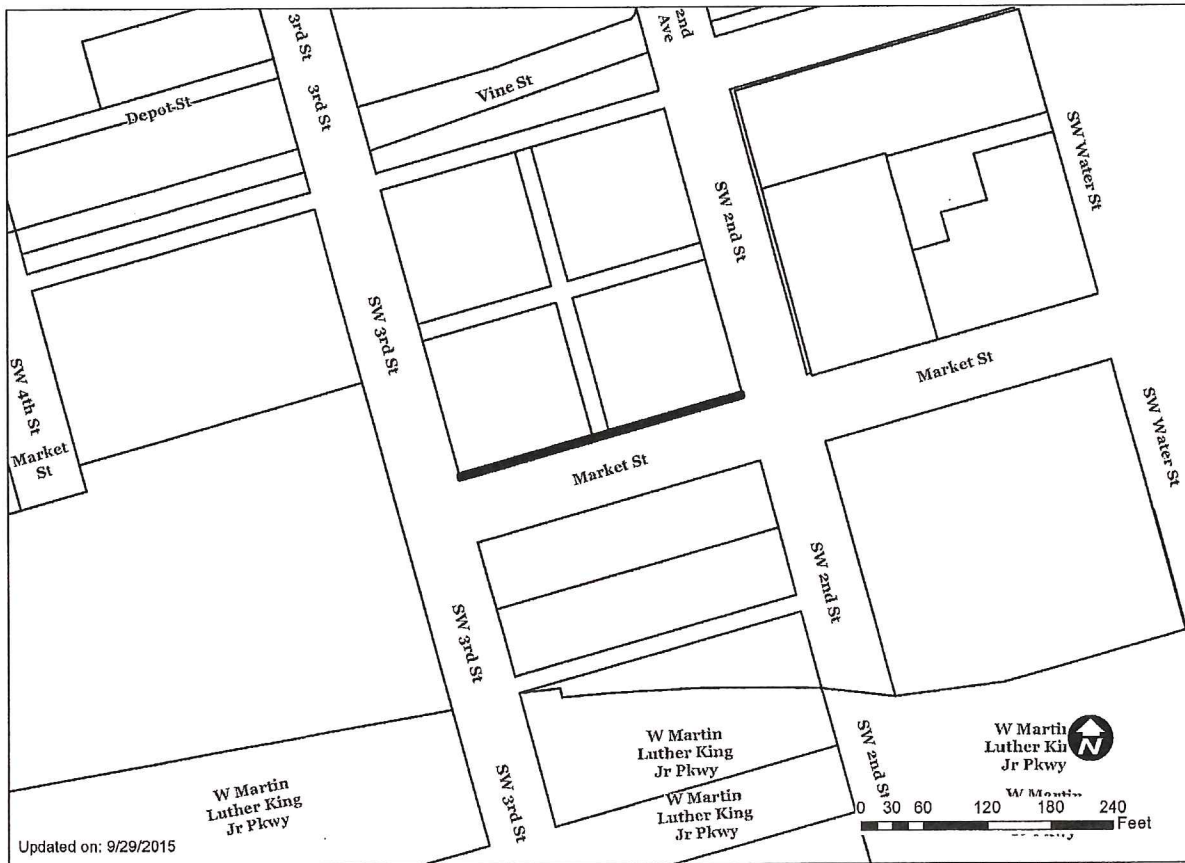 3rd St
3rd St
2nd
Ave
Vine St
Depot St
SW Water St
SW 2nd St
SW 3rd St
SW 4th St
Market
St
Market St
Market St
SW Water St
SW 2nd St
SW 3rd St
W Martin
Luther King
Jr Pkwy
SW 2nd St
W Martin
Luther Kin
Jr Pkwy
N
W Martin
Luther King
Jr Pkwy
SW 3rd St
W Martin
Luther King
Jr Pkwy
W Martin
0 30 60 120 180 240
Feet
Updated on: 9/29/2015